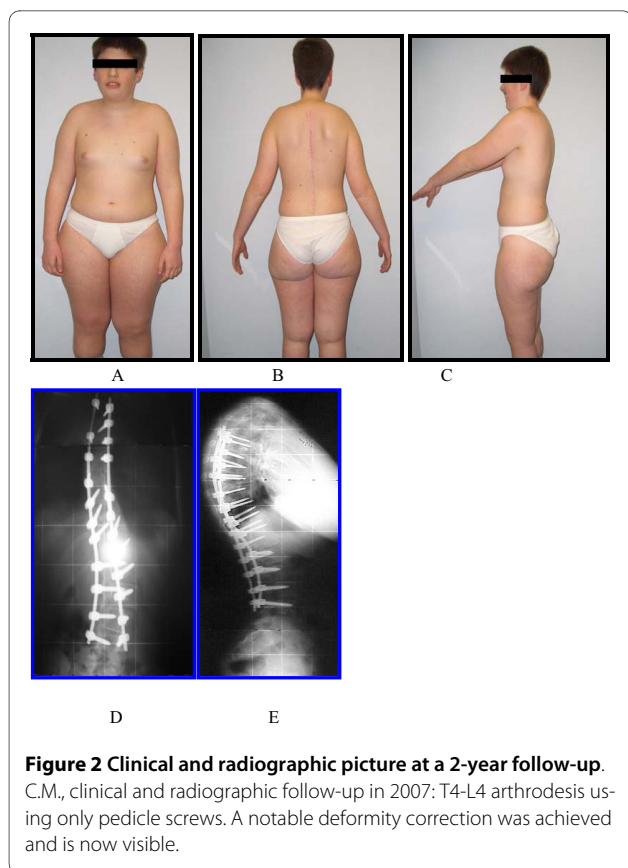 A B C
D E
Figure 2 Clinical and radiographic picture at a 2-year follow-up.
C.M., clinical and radiographic follow-up in 2007: T4-L4 arthrodesis us-
ing only pedicle screws. A notable deformity correction was achieved
and is now visible.